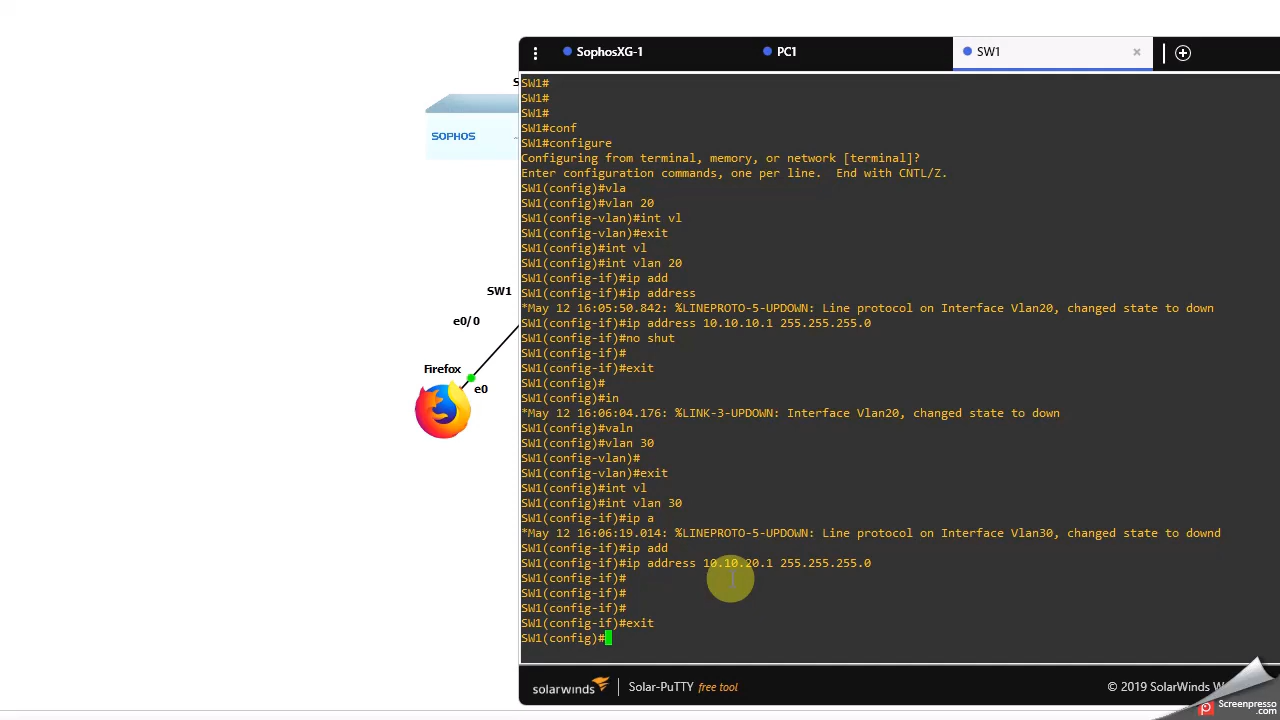 SophosXG-1
PC1
SW1
×
S
SOPHOS
SW1#
SW1#
SW1#
SW1#conf
SW1#configure
Configuring from terminal, memory, or network [terminal]?
Enter configuration commands, one per line.  End with CNTL/Z.
SW1(config)#vla
SW1(config)#vlan 20
SW1(config-vlan)#int vl
SW1(config-vlan)#exit
SW1(config)#int vl
SW1(config)#int vlan 20
SW1(config-if)#ip add
SW1(config-if)#ip address
*May 12 16:05:50.842: %LINEPROTO-5-UPDOWN: Line protocol on Interface Vlan20, changed state to down
SW1(config-if)#ip address 10.10.10.1 255.255.255.0
SW1(config-if)#no shut
SW1(config-if)#
SW1(config-if)#exit
SW1(config)#
SW1(config)#in
*May 12 16:06:04.176: %LINK-3-UPDOWN: Interface Vlan20, changed state to down
SW1(config)#valn
SW1(config)#vlan 30
SW1(config-vlan)#
SW1(config-vlan)#exit
SW1(config)#int vl
SW1(config)#int vlan 30
SW1(config-if)#ip a
*May 12 16:06:19.014: %LINEPROTO-5-UPDOWN: Line protocol on Interface Vlan30, changed state to downd
SW1(config-if)#ip add
SW1(config-if)#ip address 10.10.20.1 255.255.255.0
SW1(config-if)#
SW1(config-if)#
SW1(config-if)#
SW1(config-if)#exit
SW1(config)#
SW1
e0/0
Firefox
e0
solarwinds
Solar-PuTTY free tool
© 2019 SolarWinds
Screenpresso
.com